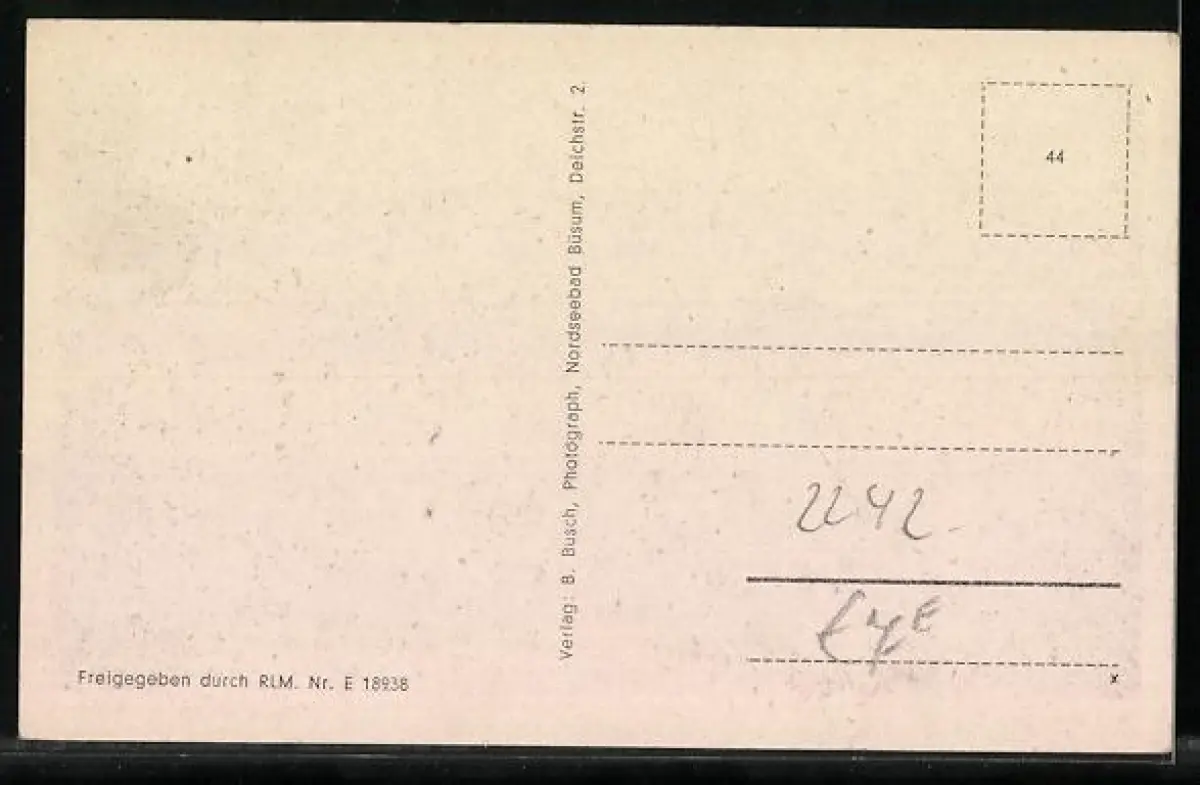 Verlag: B. Busch, Photograph, Nordseebad Büsum, Deichstr. 2.
44
2242
Freigegeben durch RLM. Nr. E 18938
x